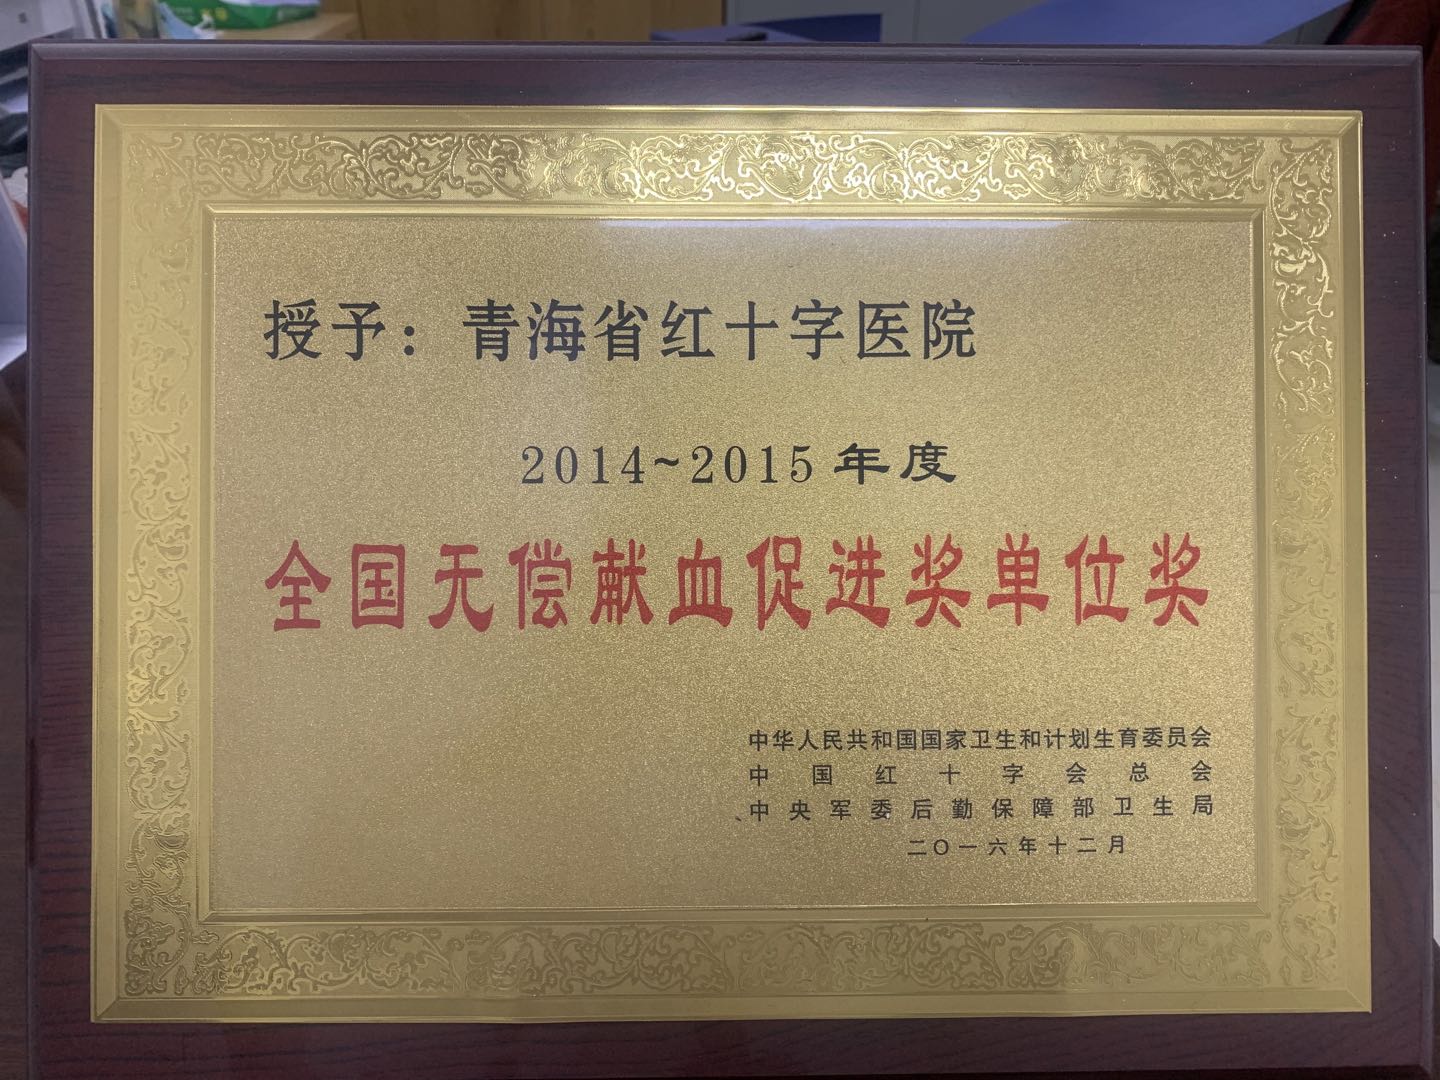 授予：青海省红十字医院
2014~2015年度
全国无偿献血促进奖单位奖
中华人民共和国国家卫生和计划生育委员会
中国红十字会总会
中央军委后勤保障部卫生局
二〇一六年十二月